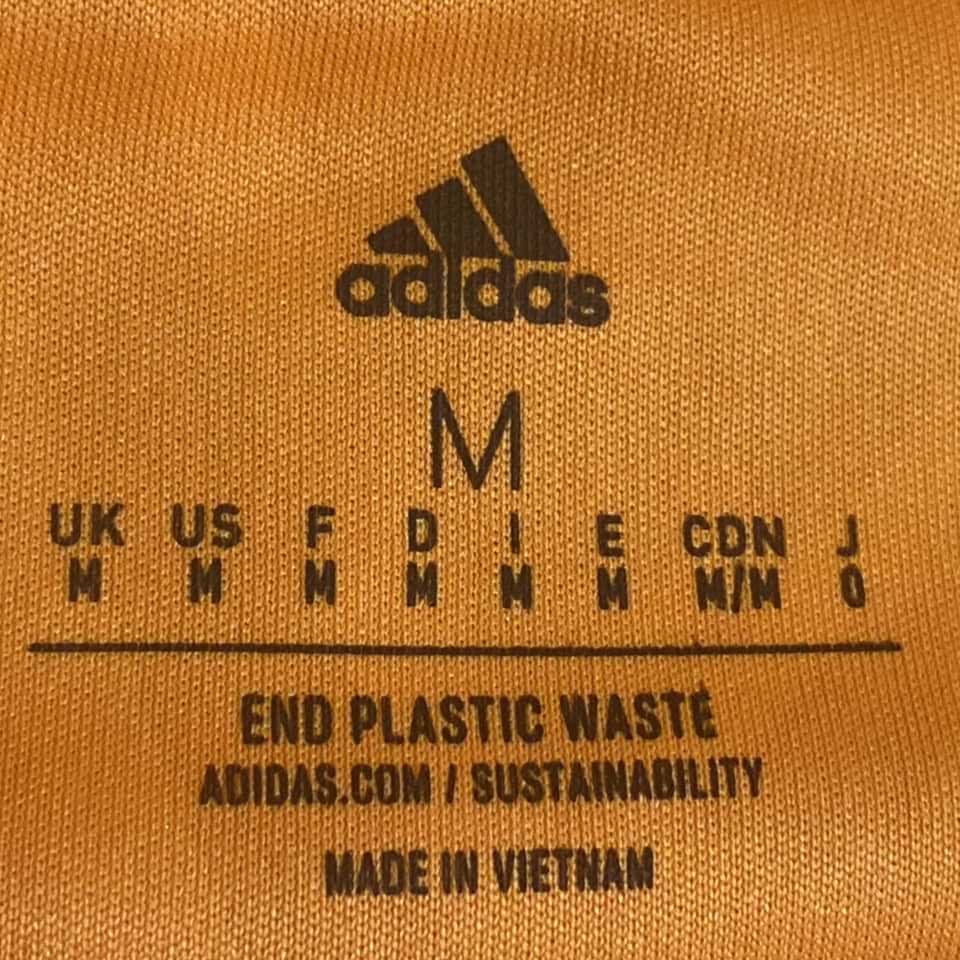 adidas
M
UK US F D I E CDN J
M M M M M M M/M O
END PLASTIC WASTE
ADIDAS.COM / SUSTAINABILITY
MADE IN VIETNAM